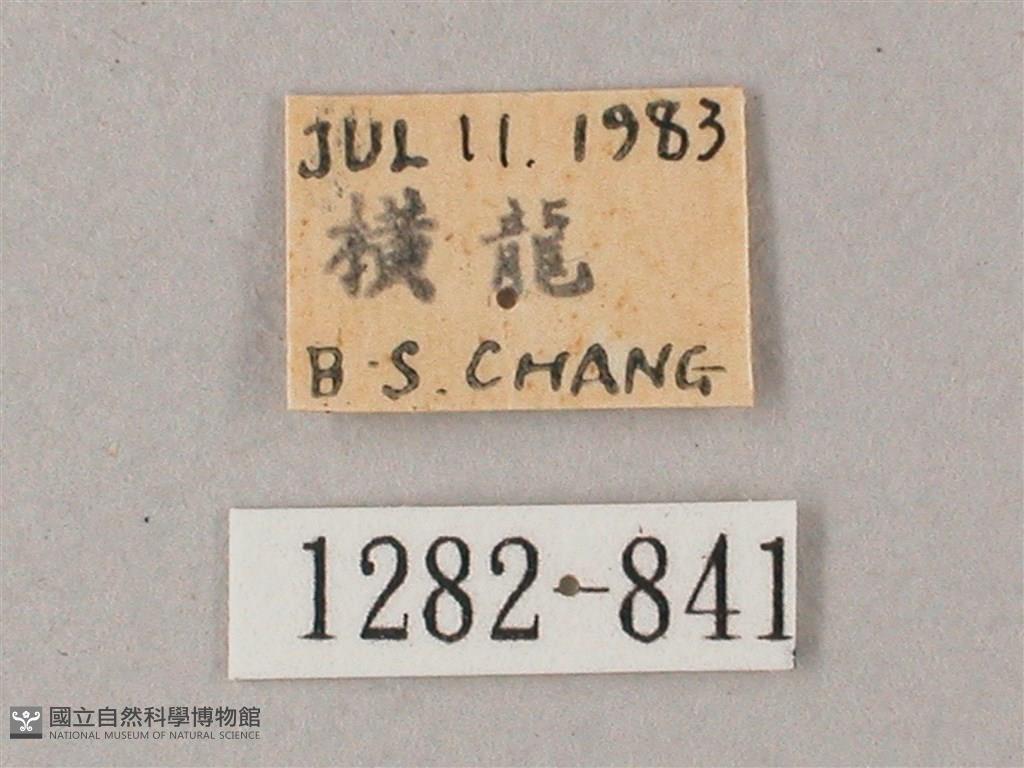 JUL 11. 1983
橫龍
B.S. CHANG
1282-841
國立自然科學博物館
NATIONAL MUSEUM OF NATURAL SCIENCE